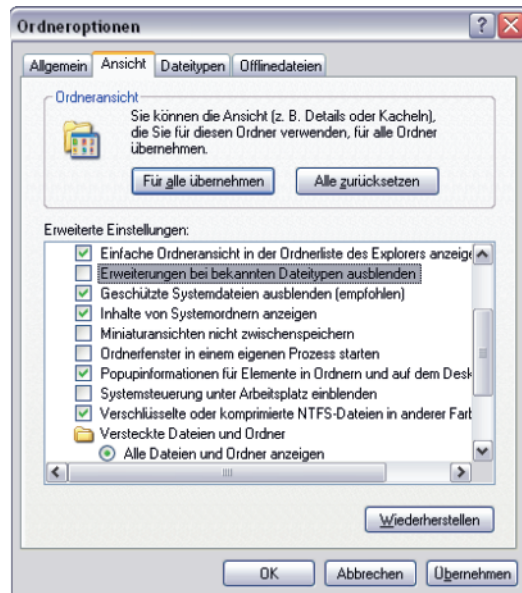 Ordneroptionen
Allgemein Ansicht Dateitypen Offlinedateien
Ordneransicht
Sie können die Ansicht (z. B. Details oder Kacheln),
die Sie für diesen Ordner verwenden, für alle Ordner
übernehmen.
Für alle übernehmen Alle zurücksetzen
Erweiterte Einstellungen:
Einfache Ordneransicht in der Ordnerliste des Explorers anzeige
Erweiterungen bei bekannten Dateitypen ausblenden
Geschützte Systemdateien ausblenden (empfohlen)
Inhalte von Systemordnern anzeigen
Miniaturansichten nicht zwischenspeichern
Ordnerfenster in einem eigenen Prozess starten
Popupinformationen für Elemente in Ordnern und auf dem Desk
Systemsteuerung unter Arbeitsplatz einblenden
Verschlüsselte oder komprimierte NTFS-Dateien in anderer Farb
Versteckte Dateien und Ordner
Alle Dateien und Ordner anzeigen
Wiederherstellen
OK Abbrechen Übernehmen